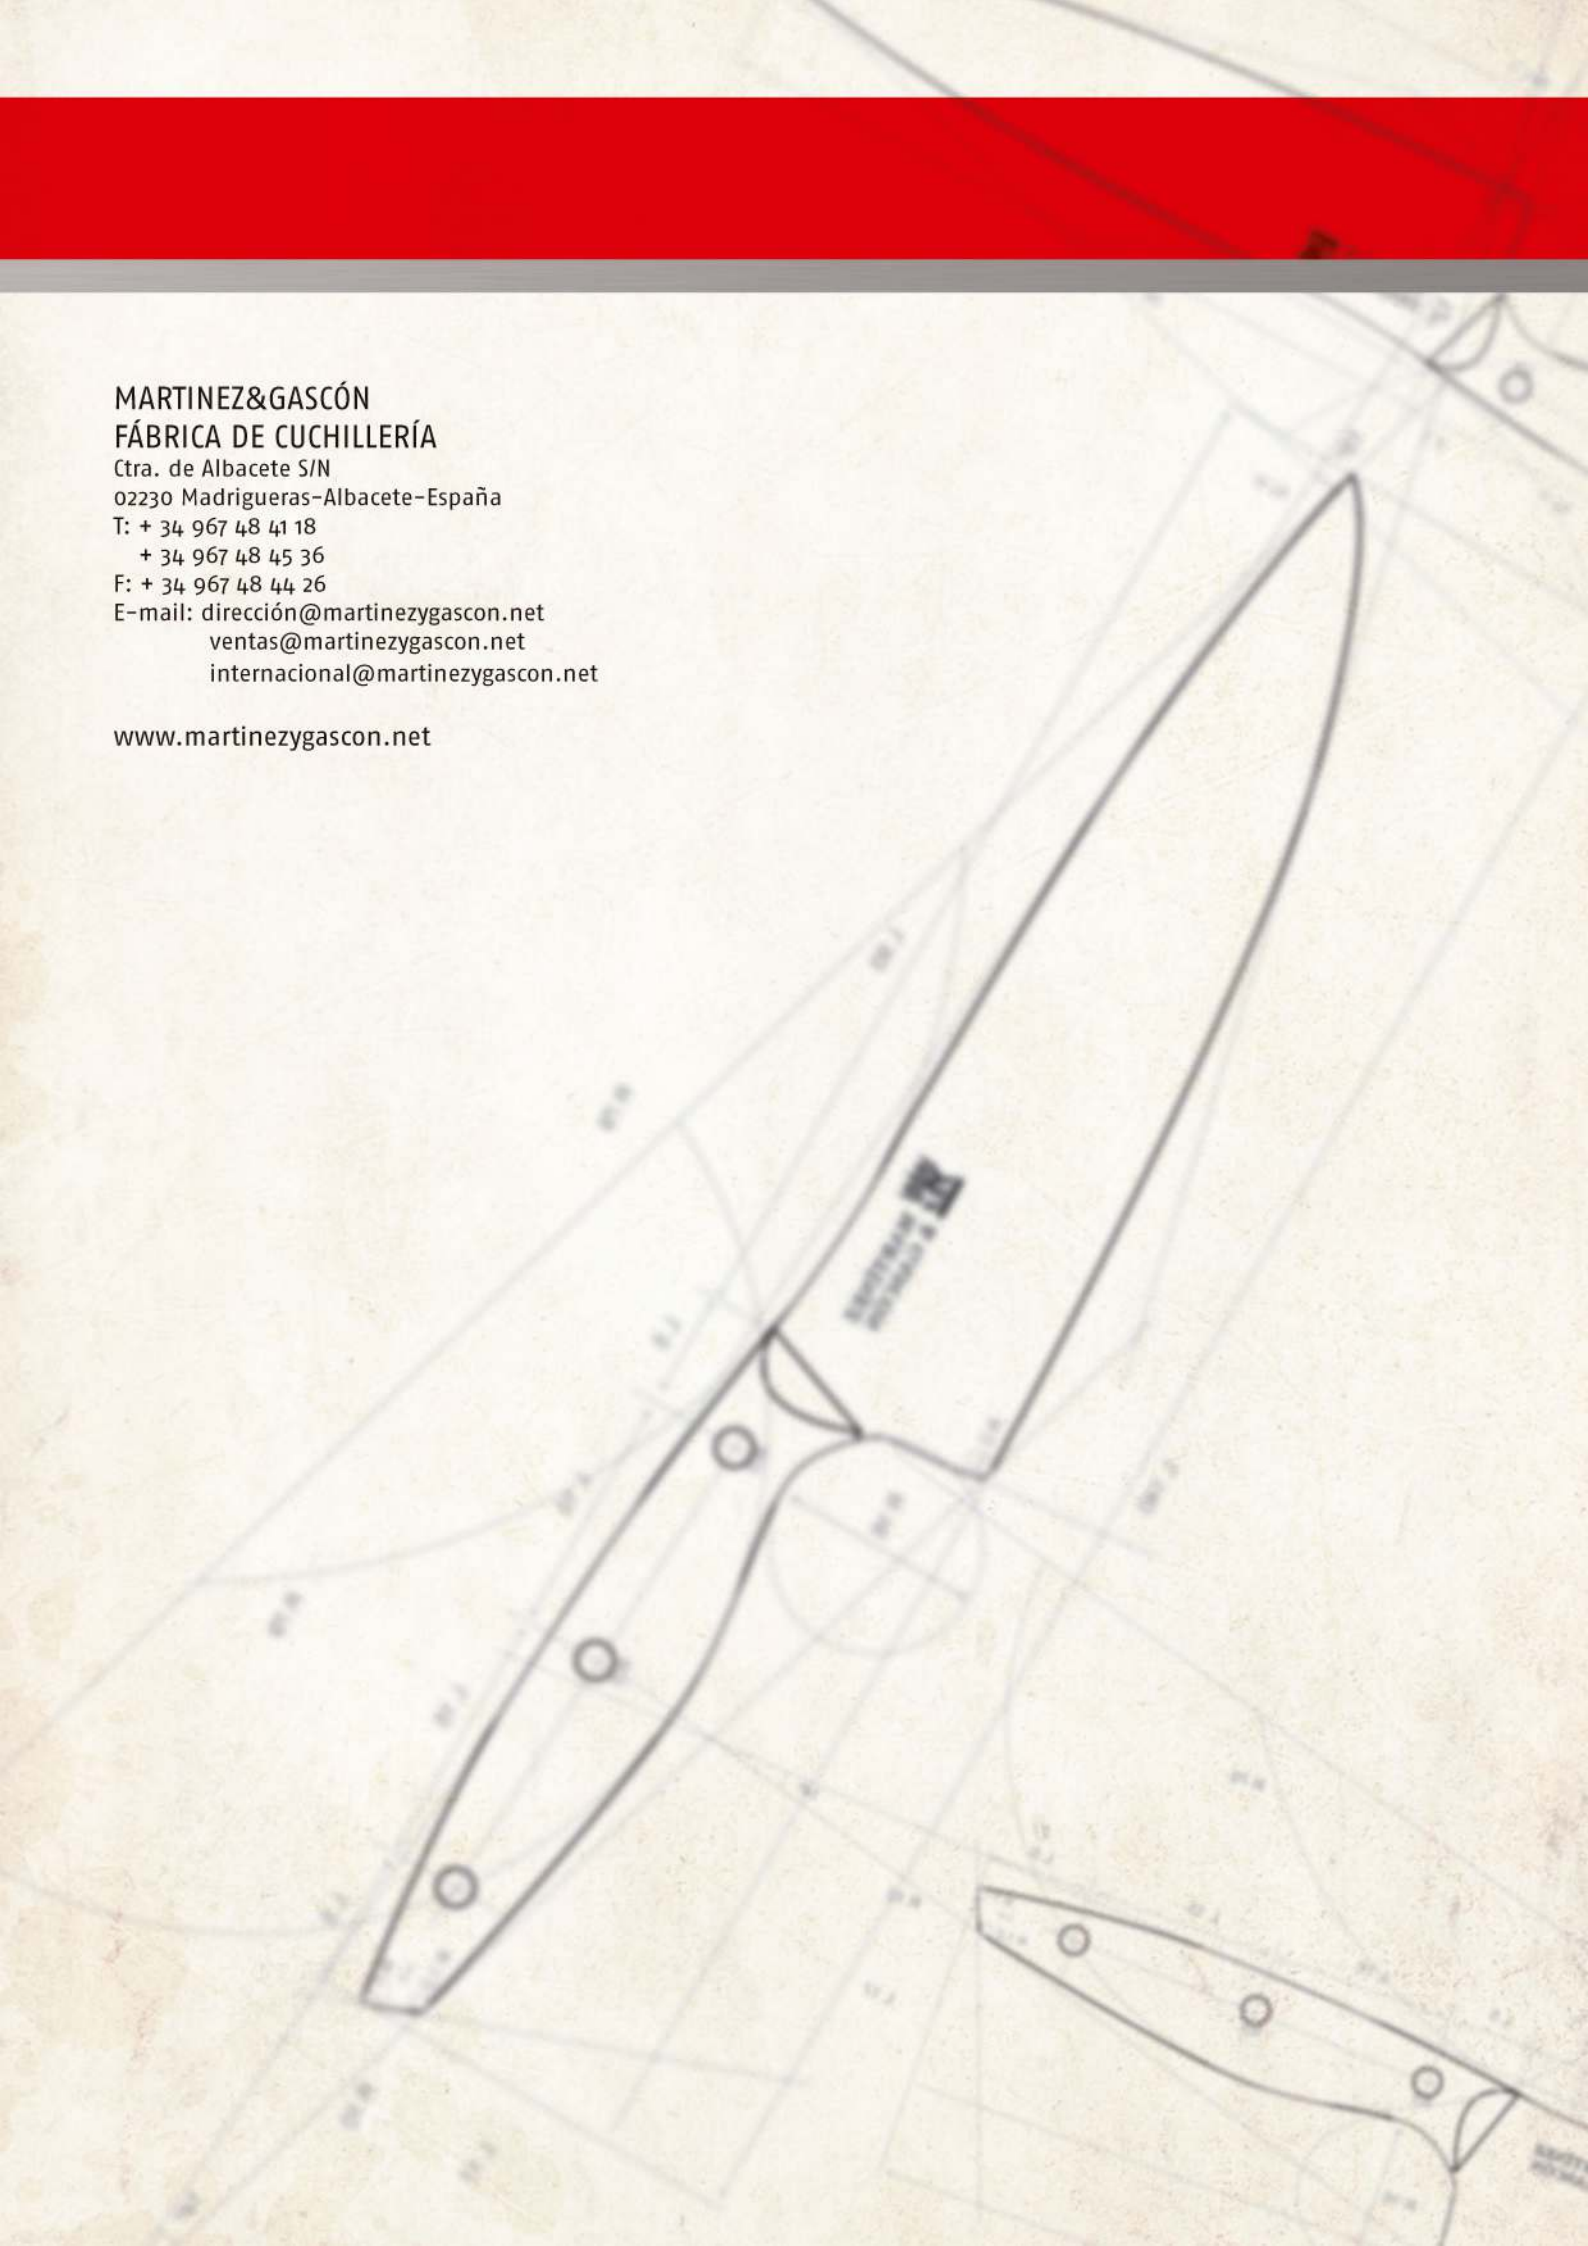 MARTINEZ&GASCÓN
FÁBRICA DE CUCHILLERÍA
Ctra. de Albacete S/N
02230 Madrigueras-Albacete-España
T: + 34 967 48 41 18
+ 34 967 48 45 36
F: + 34 967 48 44 26
E-mail: dirección@martinezygascon.net
ventas@martinezygascon.net
internacional@martinezygascon.net
www.martinezygascon.net